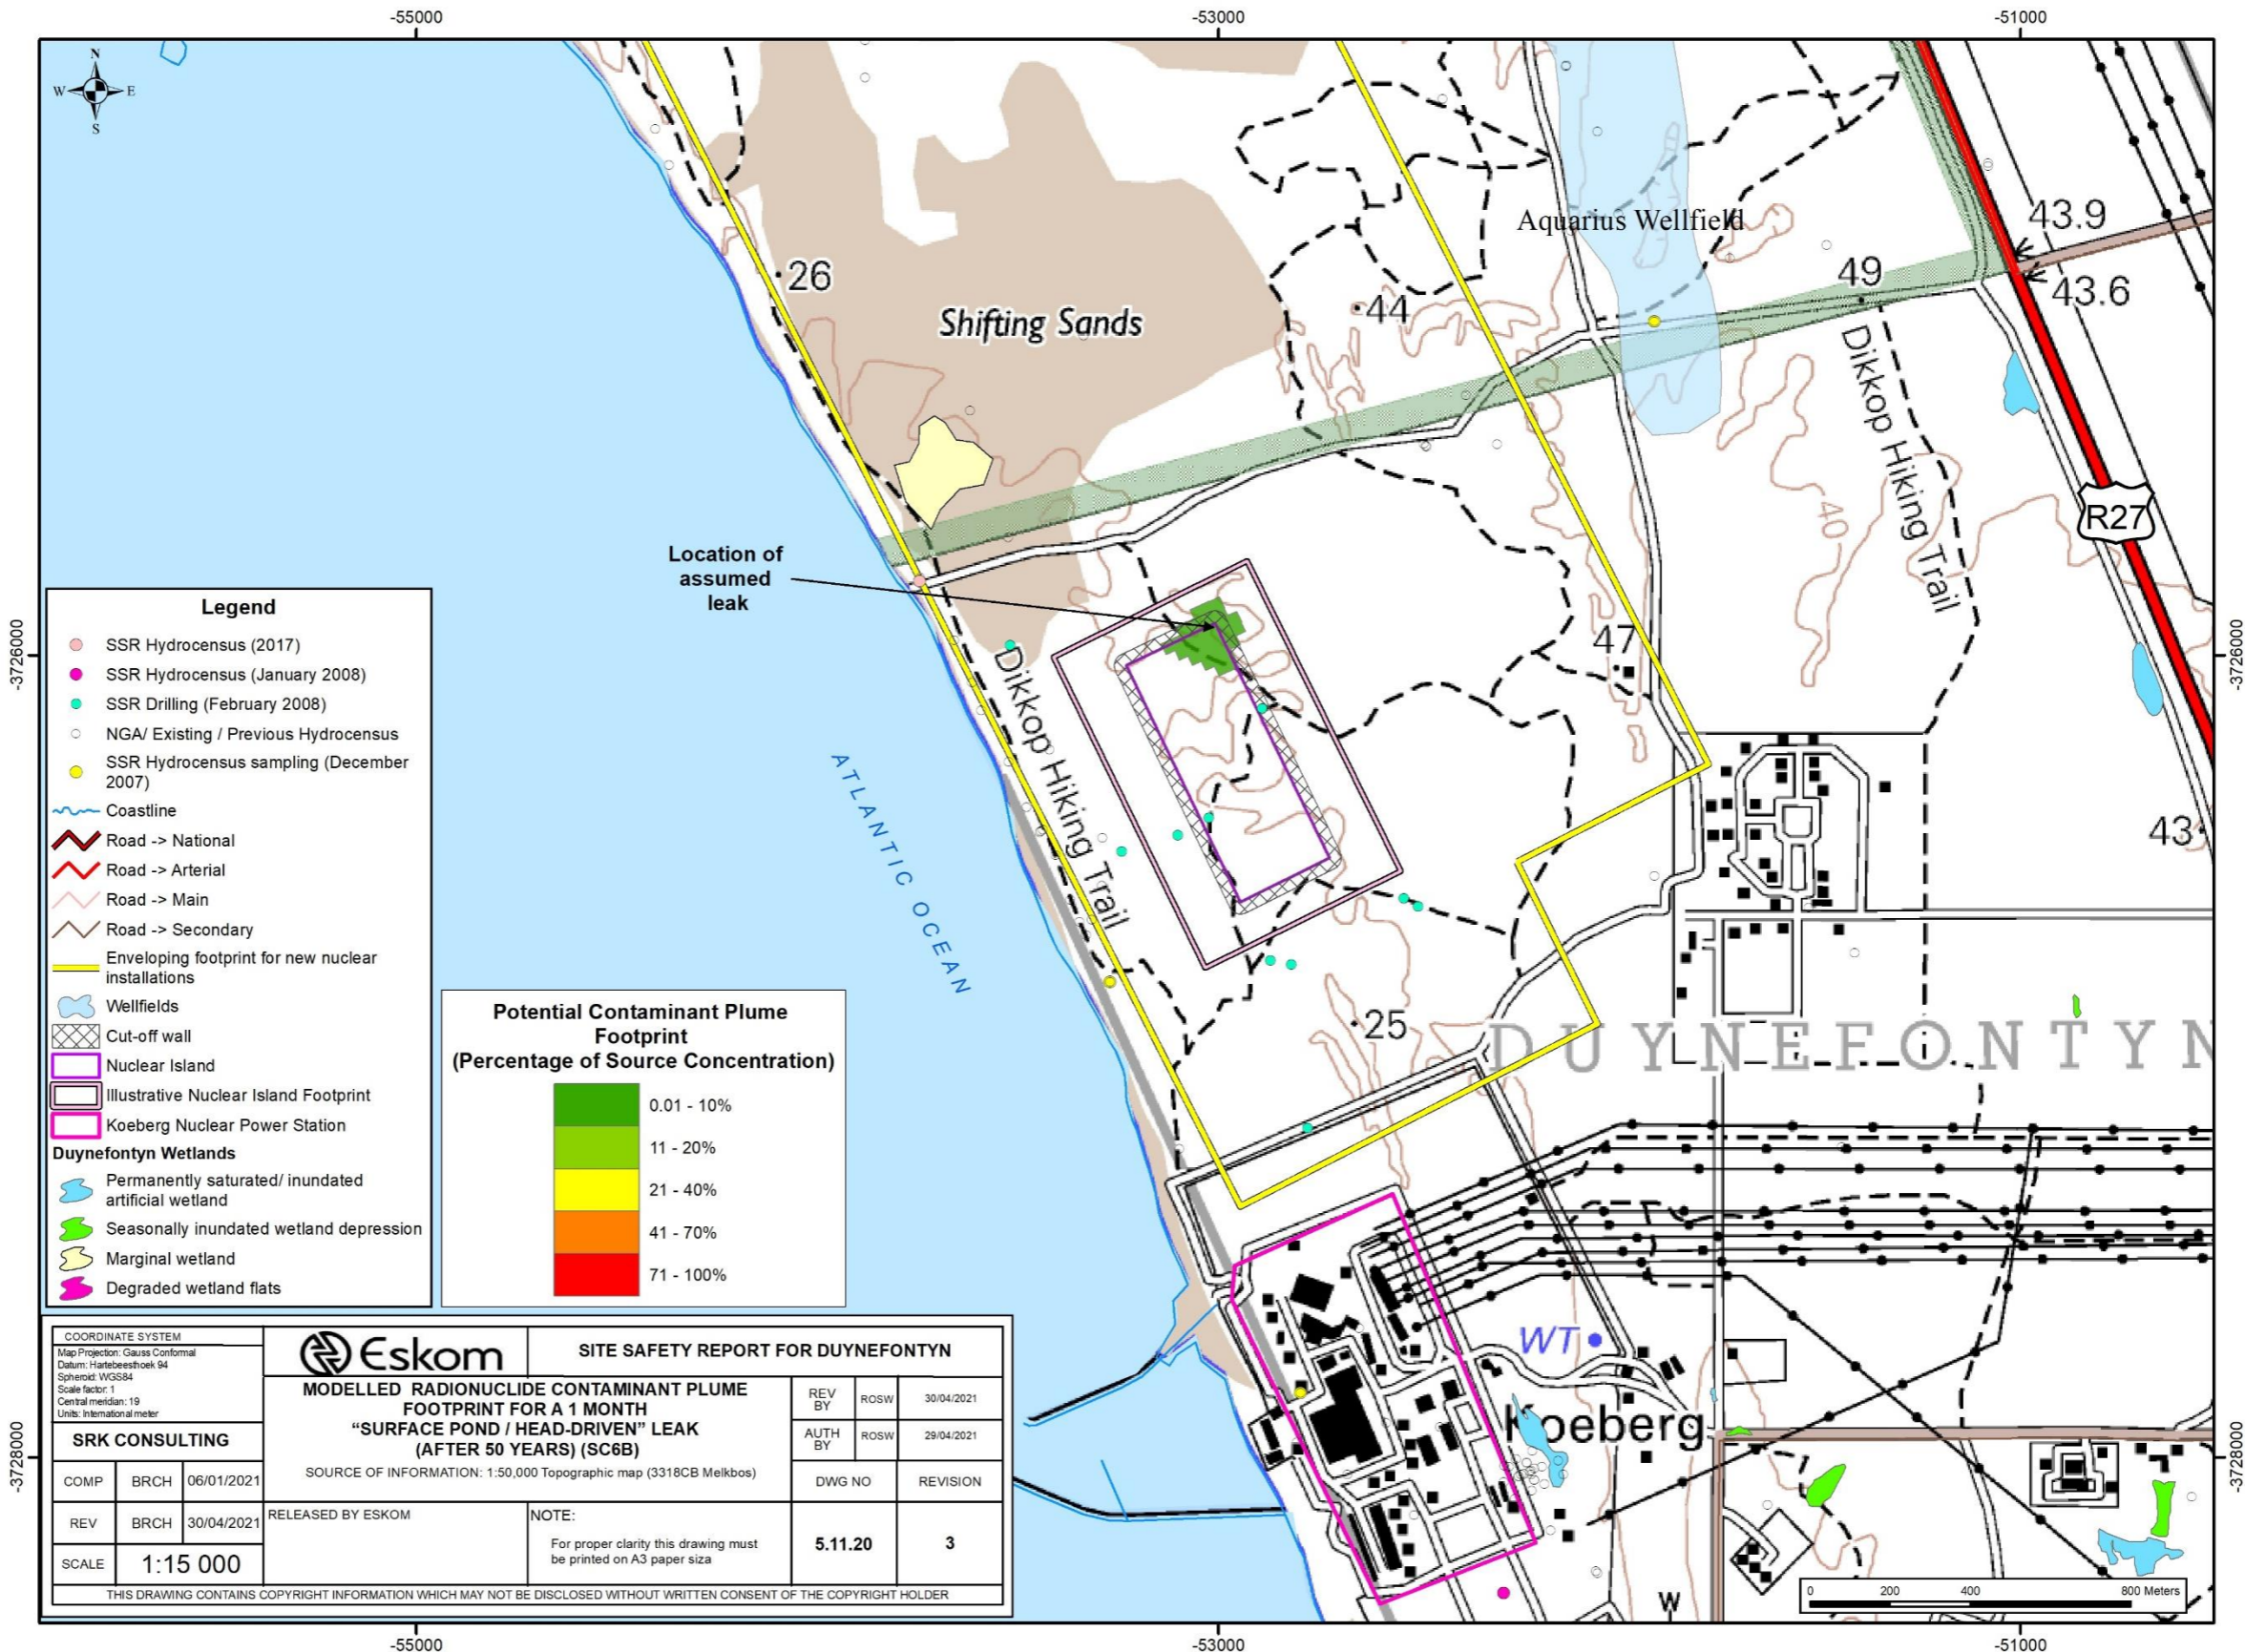 -55000
-53000
-51000
N
W
E
S
26
Shifting Sands
44
Aquarius Wellfield
43.9
49
43.6
Dikkop Hiking Trail
40
R27
Location of
assumed
leak
47
Dikkop Hiking Trail
ATLANTIC OCEAN
43
25
DUYNEFONTYN
WT
Koeberg
W
-3726000
-3728000
-3726000
-3728000
Legend
SSR Hydrocensus (2017)
SSR Hydrocensus (January 2008)
SSR Drilling (February 2008)
NGA/ Existing / Previous Hydrocensus
SSR Hydrocensus sampling (December
2007)
Coastline
Road -> National
Road -> Arterial
Road -> Main
Road -> Secondary
Enveloping footprint for new nuclear
installations
Wellfields
Cut-off wall
Nuclear Island
Illustrative Nuclear Island Footprint
Koeberg Nuclear Power Station
Duynefontyn Wetlands
Permanently saturated/ inundated
artificial wetland
Seasonally inundated wetland depression
Marginal wetland
Degraded wetland flats
Potential Contaminant Plume
Footprint
(Percentage of Source Concentration)
0.01 - 10%
11 - 20%
21 - 40%
41 - 70%
71 - 100%
COORDINATE SYSTEM
Map Projection: Gauss Conformal
Datum: Hartebeesthoek 94
Spheroid: WGS84
Scale factor: 1
Central meridian: 19
Units: International meter
SRK CONSULTING
COMP BRCH 06/01/2021
REV BRCH 30/04/2021
SCALE 1:15 000
Eskom
SITE SAFETY REPORT FOR DUYNEFONTYN
MODELLED RADIONUCLIDE CONTAMINANT PLUME
FOOTPRINT FOR A 1 MONTH
“SURFACE POND / HEAD-DRIVEN” LEAK
(AFTER 50 YEARS) (SC6B)
SOURCE OF INFORMATION: 1:50,000 Topographic map (3318CB Melkbos)
REV
BY
ROSW 30/04/2021
AUTH
BY
ROSW 29/04/2021
DWG NO REVISION
5.11.20 3
RELEASED BY ESKOM
NOTE:
For proper clarity this drawing must
be printed on A3 paper siza
THIS DRAWING CONTAINS COPYRIGHT INFORMATION WHICH MAY NOT BE DISCLOSED WITHOUT WRITTEN CONSENT OF THE COPYRIGHT HOLDER
0 200 400 800 Meters
-55000
-53000
-51000